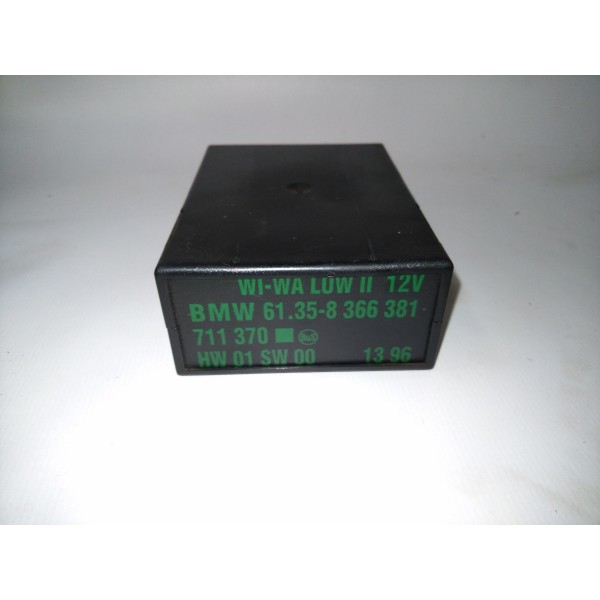 WI-WA LOW II 12V
BMW 61.35-8 366 381
711 370
HW 01 SW 00 13 96